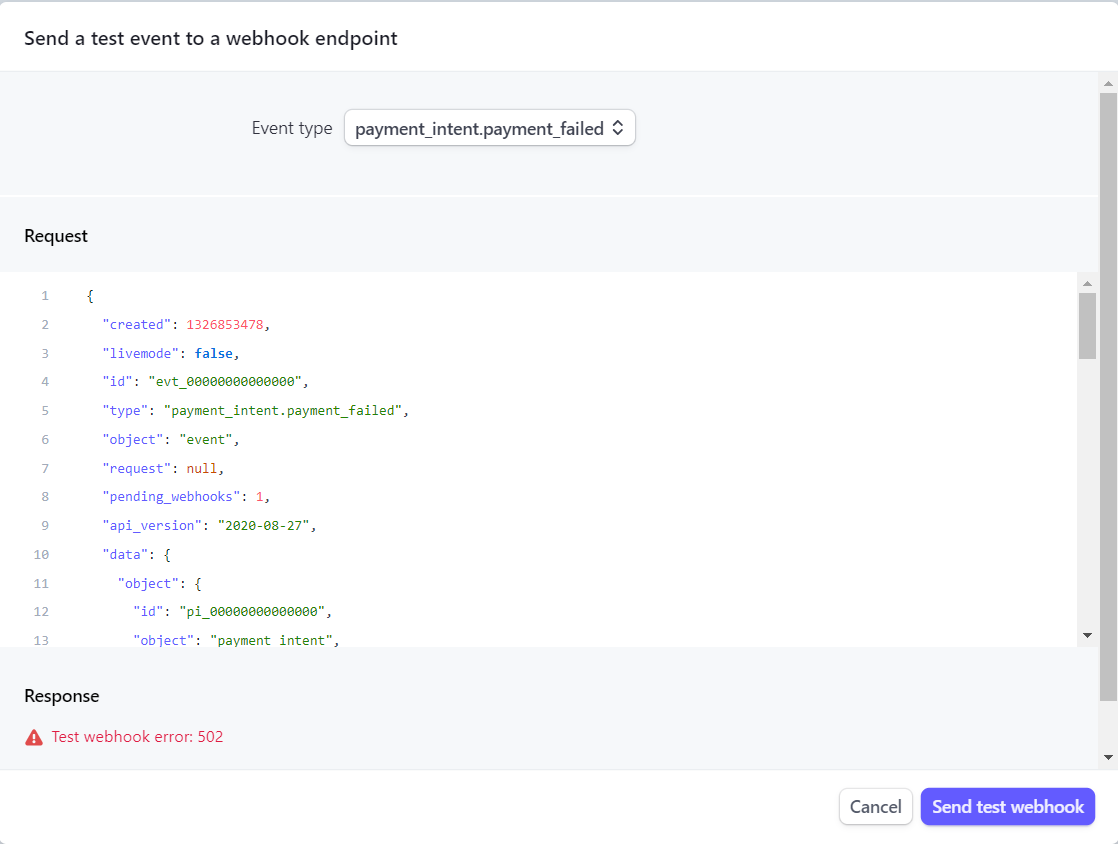 Send a test event to a webhook endpoint
Event type payment_intent.payment_failed
Request
1 {
2 "created": 1326853478,
3 "livemode": false,
4 "id": "evt_00000000000000",
5 "type": "payment_intent.payment_failed",
6 "object": "event",
7 "request": null,
8 "pending_webhooks": 1,
9 "api_version": "2020-08-27",
10 "data": {
11 "object": {
12 "id": "pi_00000000000000",
13 "object": "payment_intent",
Response
Test webhook error: 502
Cancel Send test webhook